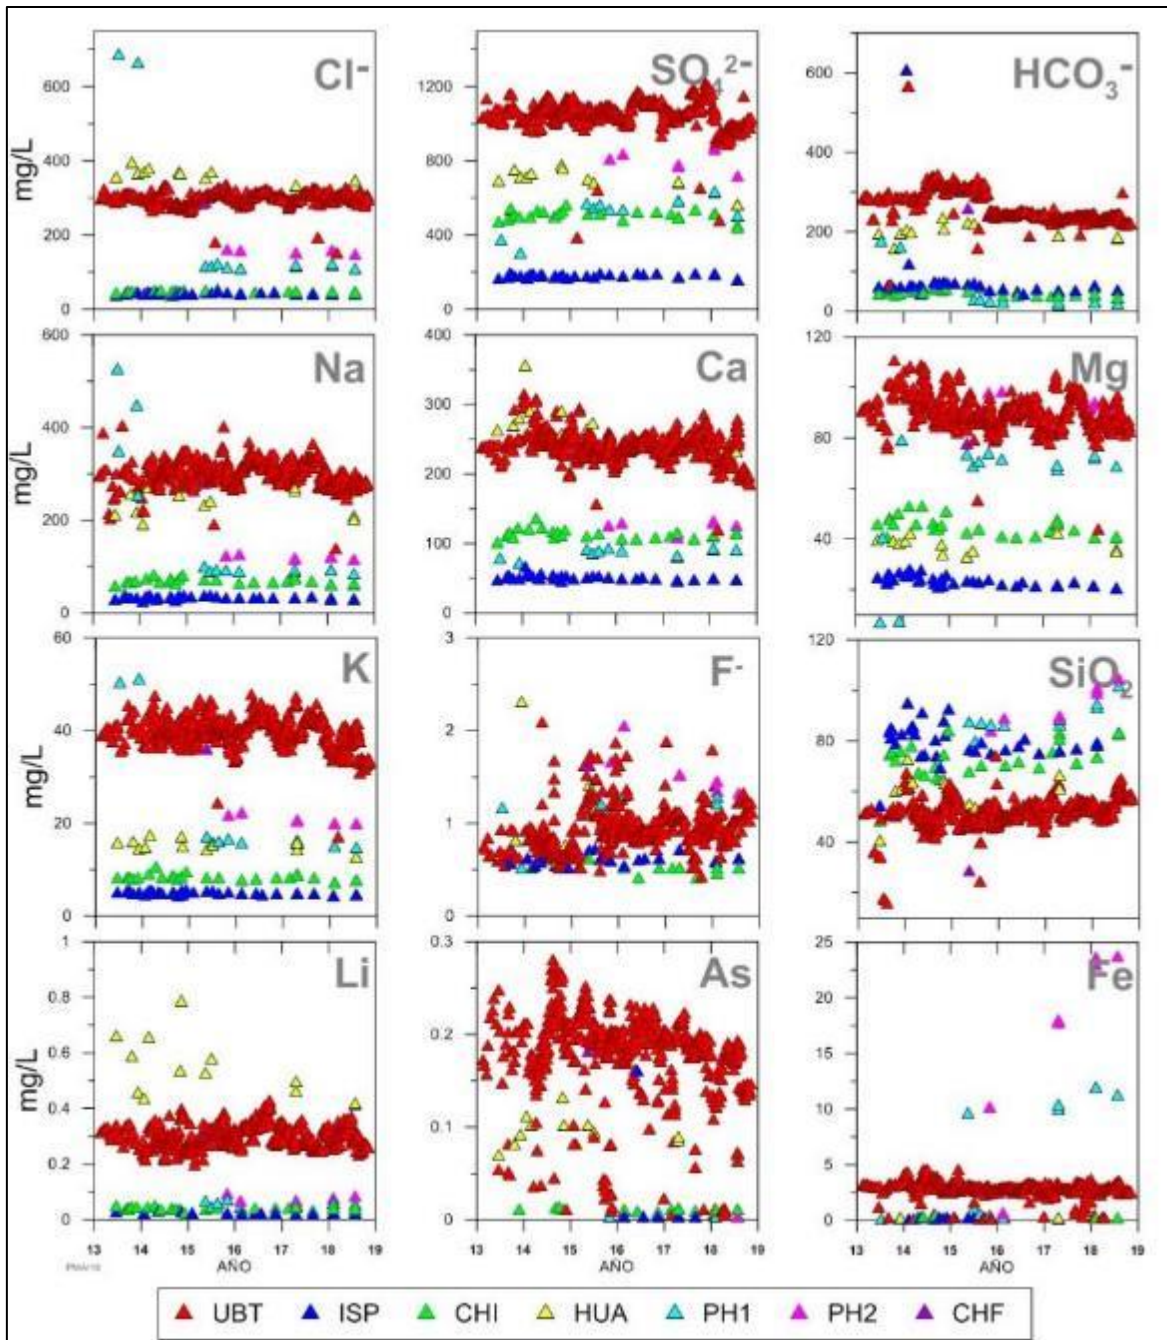 Cl⁻ SO₄²⁻ HCO₃⁻
mg/L
600 1200 600
400 800 400
200 400 200
0 0 0
Na Ca Mg
mg/L
600 400 120
400 300 80
200 200 40
100
0 0
K F⁻ SiO₂
mg/L
60 3 120
40 2 80
20 1 40
0 0
Li As Fe
mg/L
1 0.3 25
0.8 20
0.6 0.2 15
0.4 0.1 10
0.2 5
0 0 0
13 14 15 16 17 18 19 13 14 15 16 17 18 19 13 14 15 16 17 18 19
AÑO AÑO AÑO
UBT ISP CHI HUA PH1 PH2 CHF